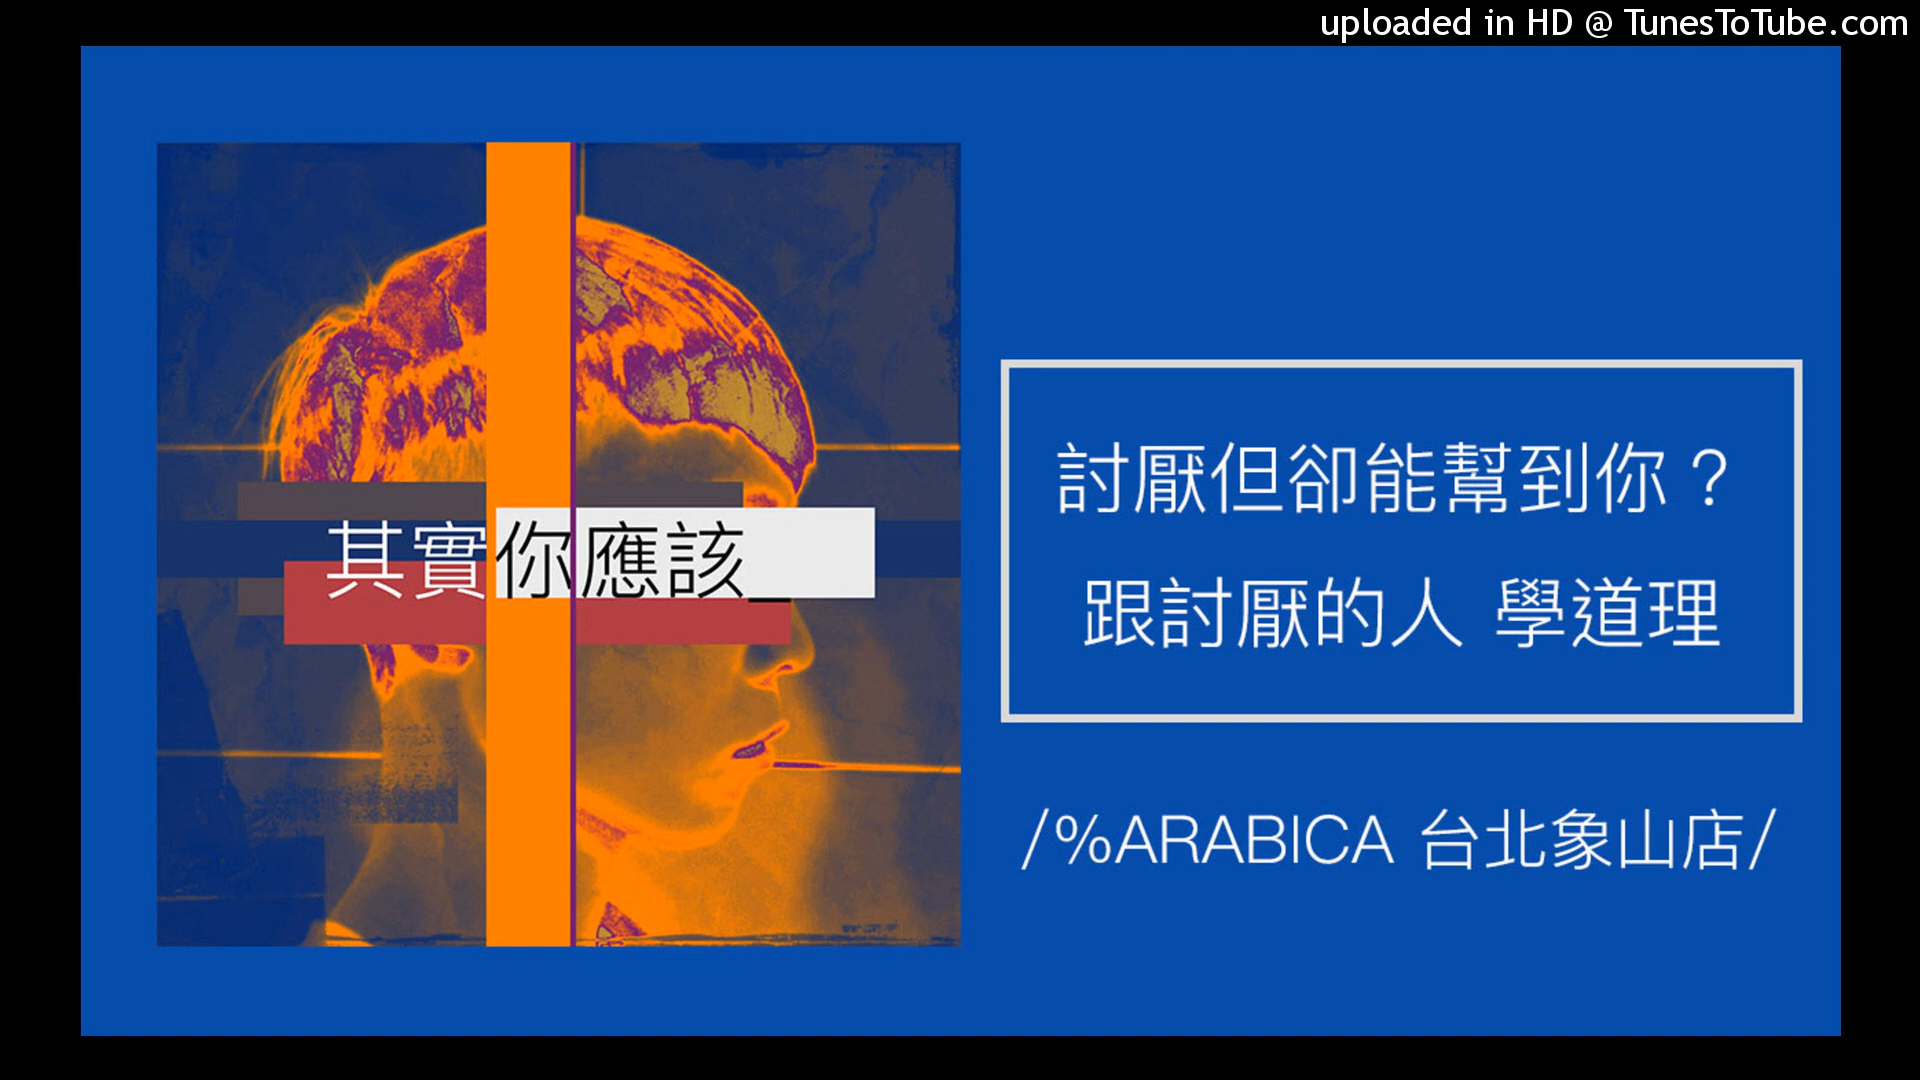 uploaded in HD @ TunesToTube.com
其實你應該_
討厭但卻能幫到你？
跟討厭的人 學道理
/%ARABICA 台北象山店/